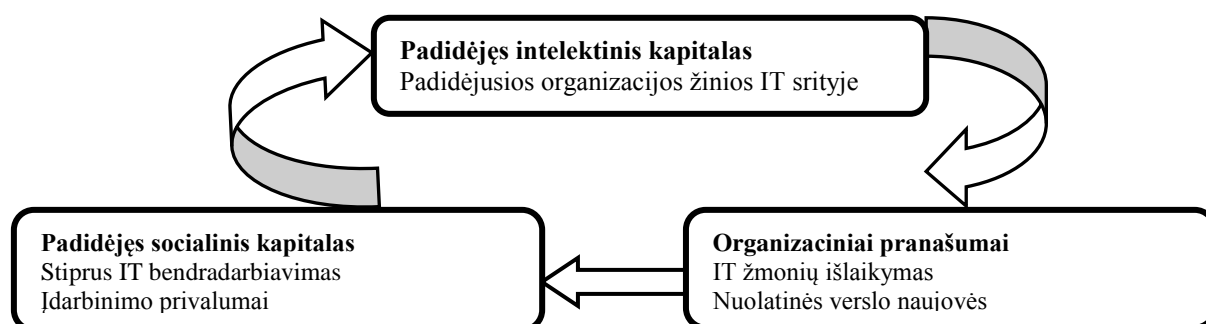 Padidėjęs intelektinis kapitalas
Padidėjusios organizacijos žinios IT srityje
Padidėjęs socialinis kapitalas
Stiprus IT bendradarbiavimas
Įdarbinimo privalumai
Organizaciniai pranašumai
IT žmonių išlaikymas
Nuolatinės verslo naujovės